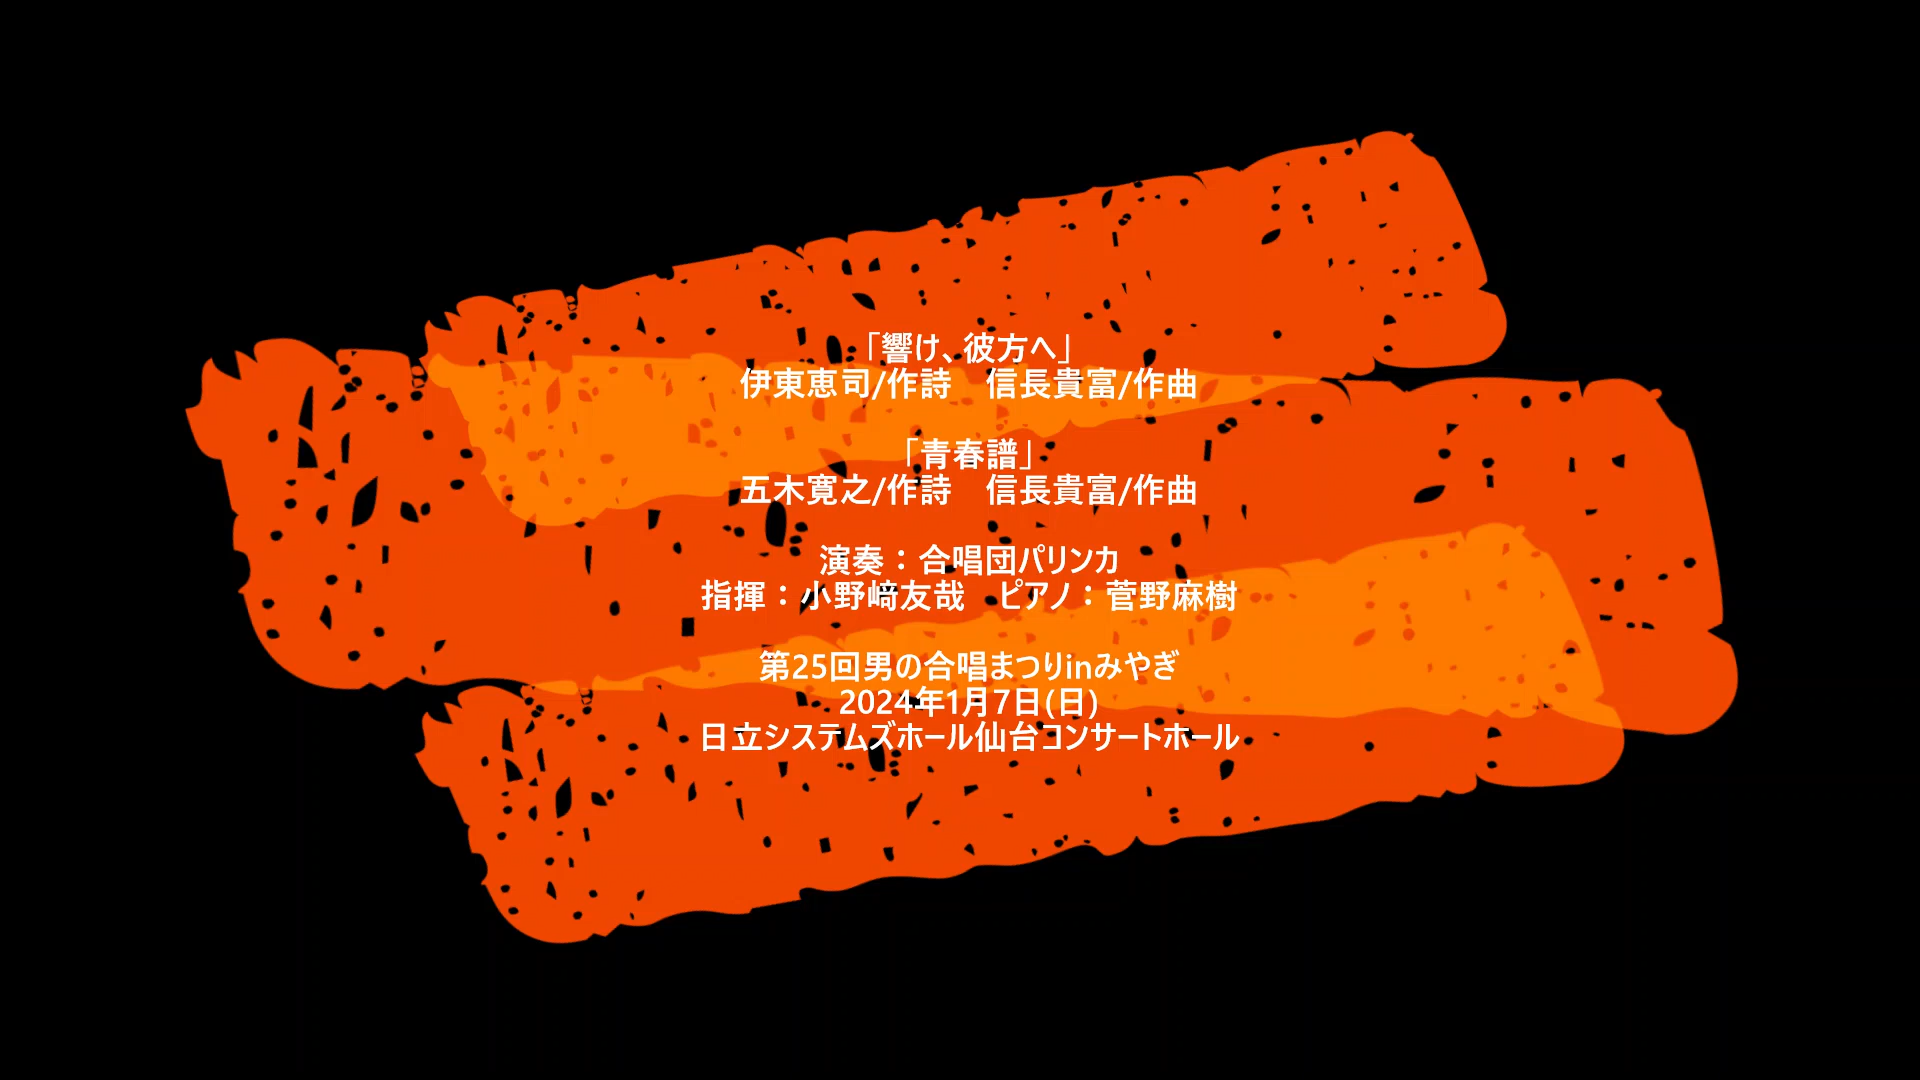 「響け、彼方へ」
伊東恵司/作詩　信長貴富/作曲
「青春譜」
五木寛之/作詩　信長貴富/作曲
演奏：合唱団パリンカ
指揮：小野﨑友哉　ピアノ：菅野麻樹
第25回男の合唱まつりinみやぎ
2024年1月7日(日)
日立システムズホール仙台コンサートホール